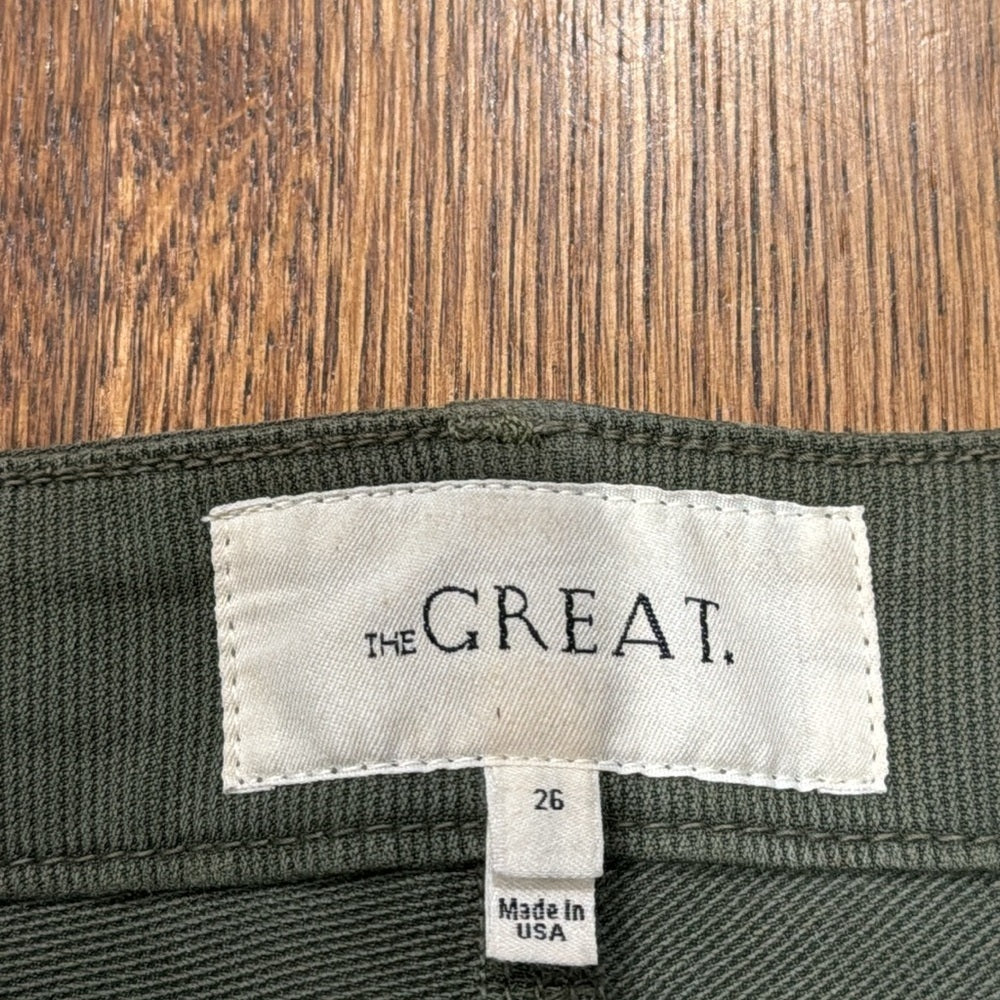 THE GREAT.
26
Made in
USA